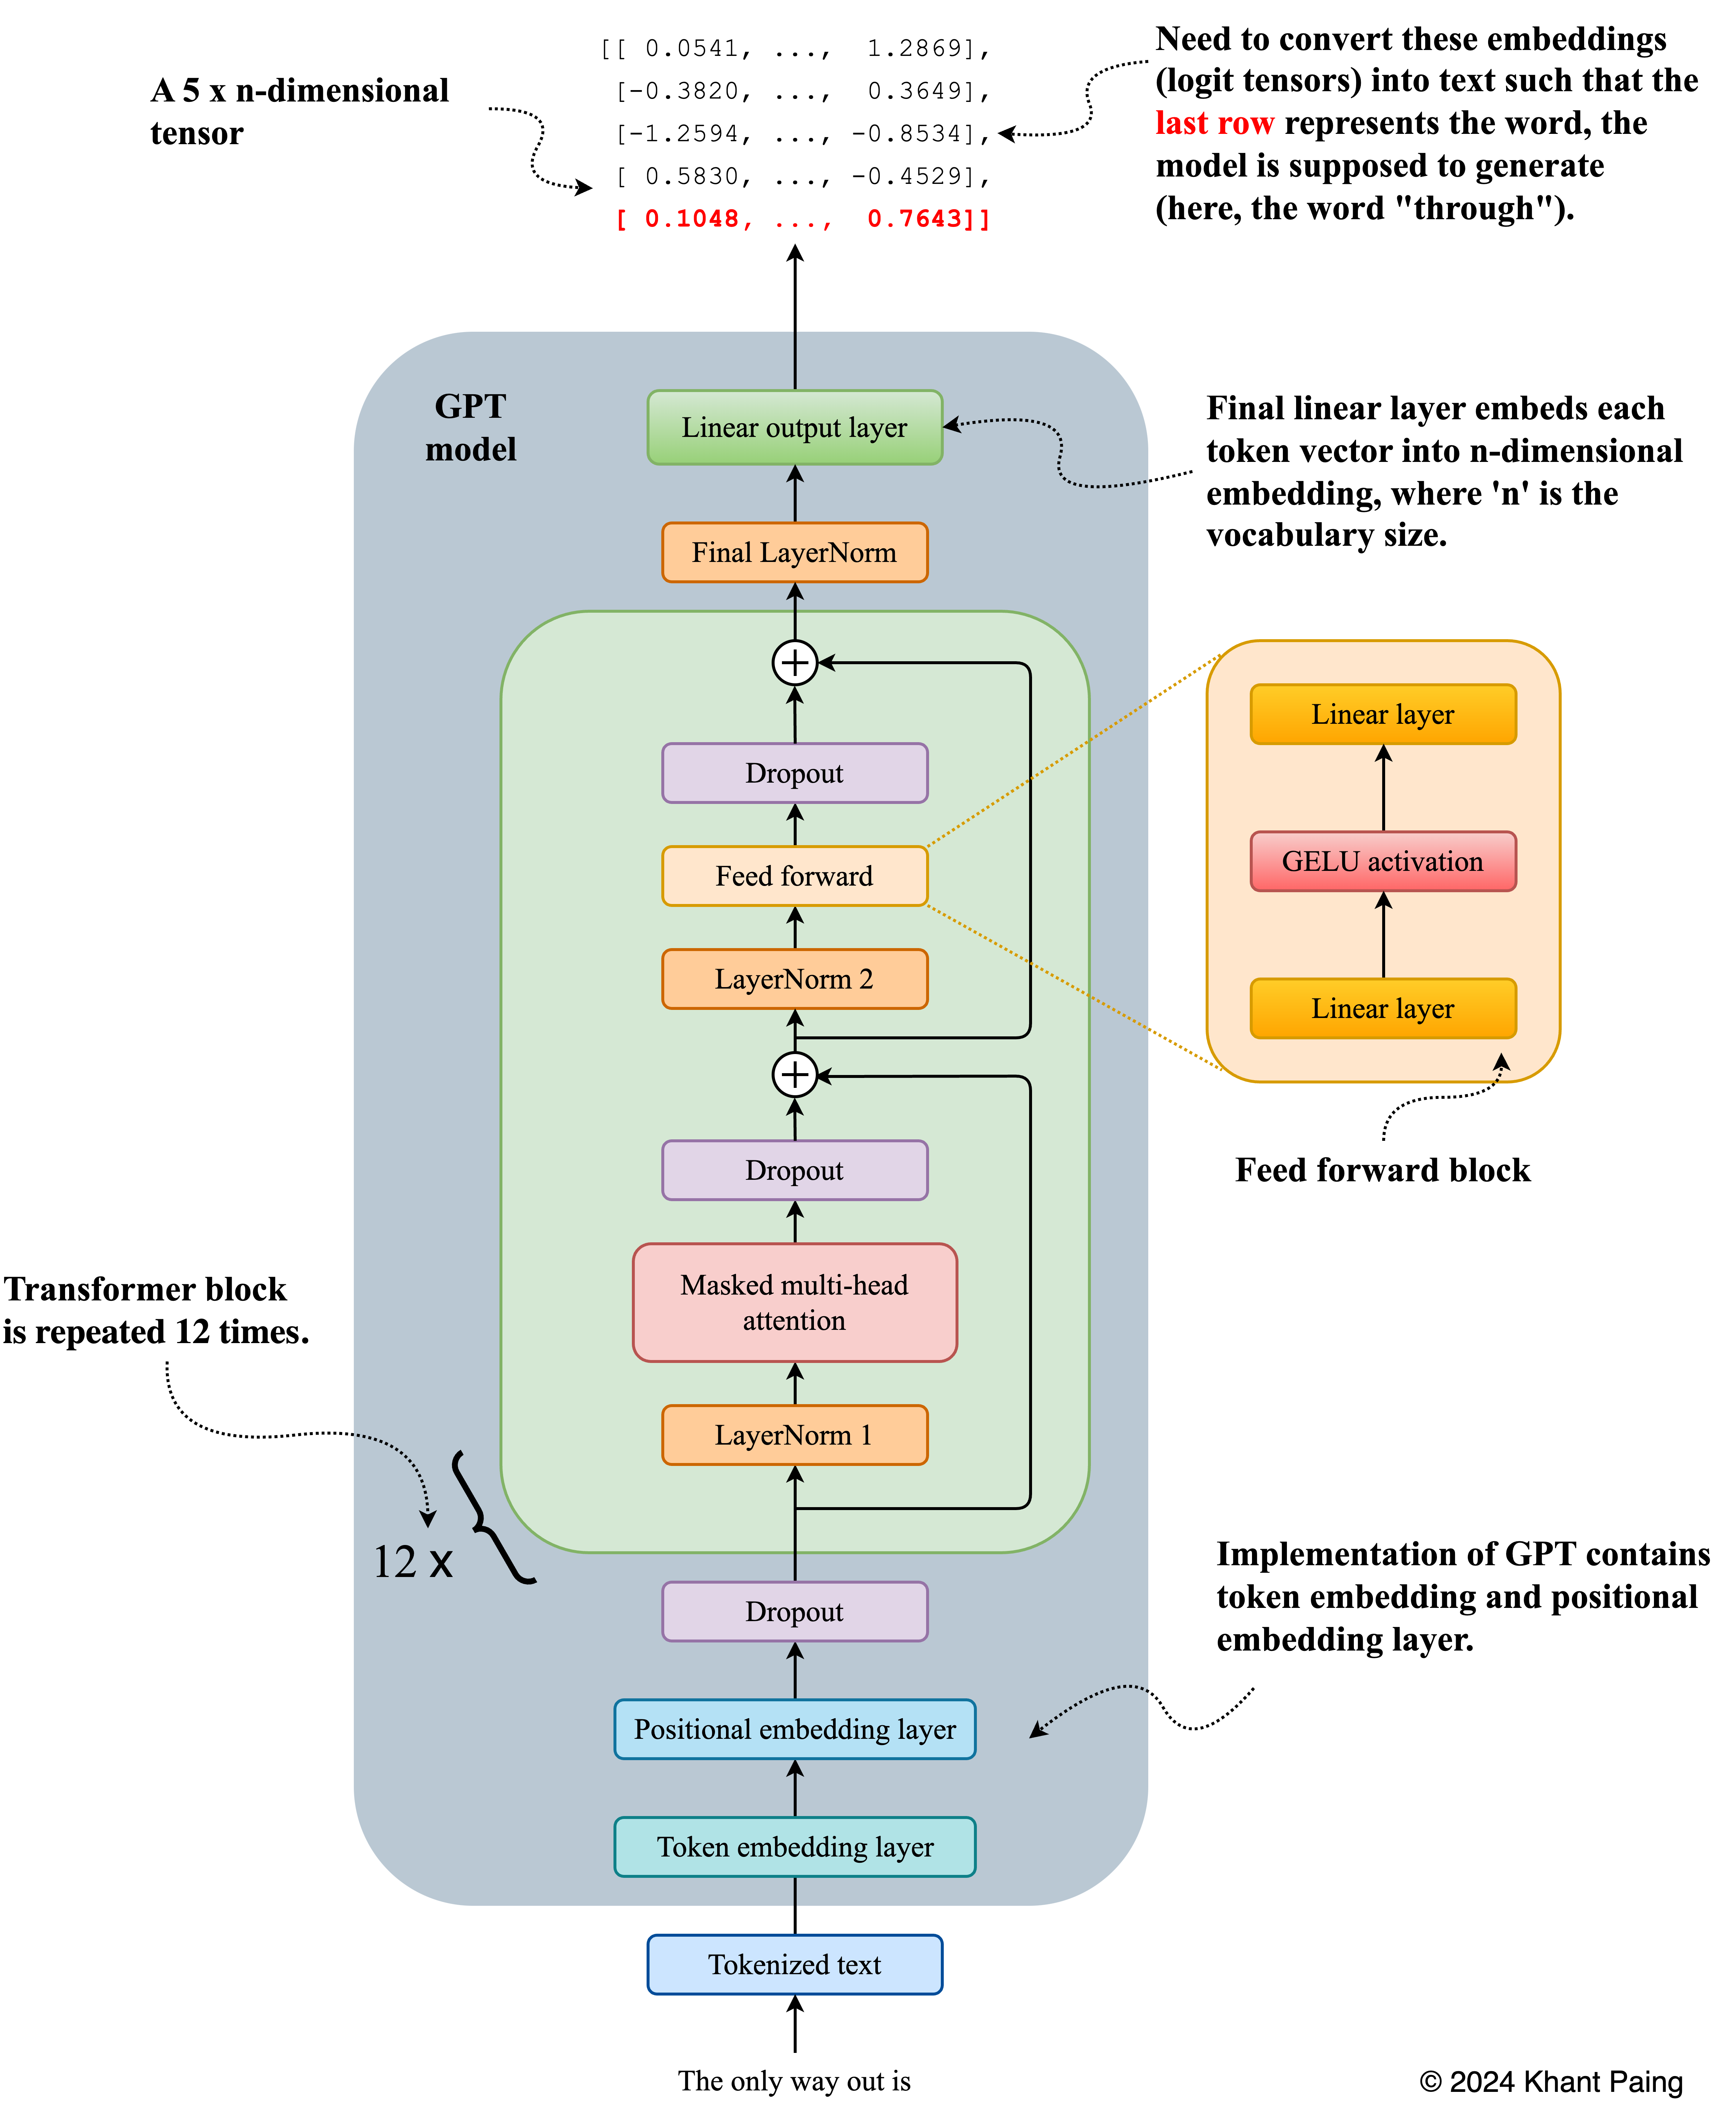 [[ 0.0541, ...,  1.2869],
[-0.3820, ...,  0.3649],
[-1.2594, ..., -0.8534],
[ 0.5830, ..., -0.4529],
[ 0.1048, ...,  0.7643]]
A 5 x n-dimensional
tensor
Need to convert these embeddings
(logit tensors) into text such that the
last row represents the word, the
model is supposed to generate
(here, the word "through").
GPT
model
Linear output layer
Final linear layer embeds each
token vector into n-dimensional
embedding, where 'n' is the
vocabulary size.
Final LayerNorm
Dropout
Feed forward
LayerNorm 2
Linear layer
GELU activation
Linear layer
Feed forward block
Dropout
Masked multi-head
attention
LayerNorm 1
Transformer block
is repeated 12 times.
12 x
Dropout
Implementation of GPT contains
token embedding and positional
embedding layer.
Positional embedding layer
Token embedding layer
Tokenized text
The only way out is
© 2024 Khant Paing